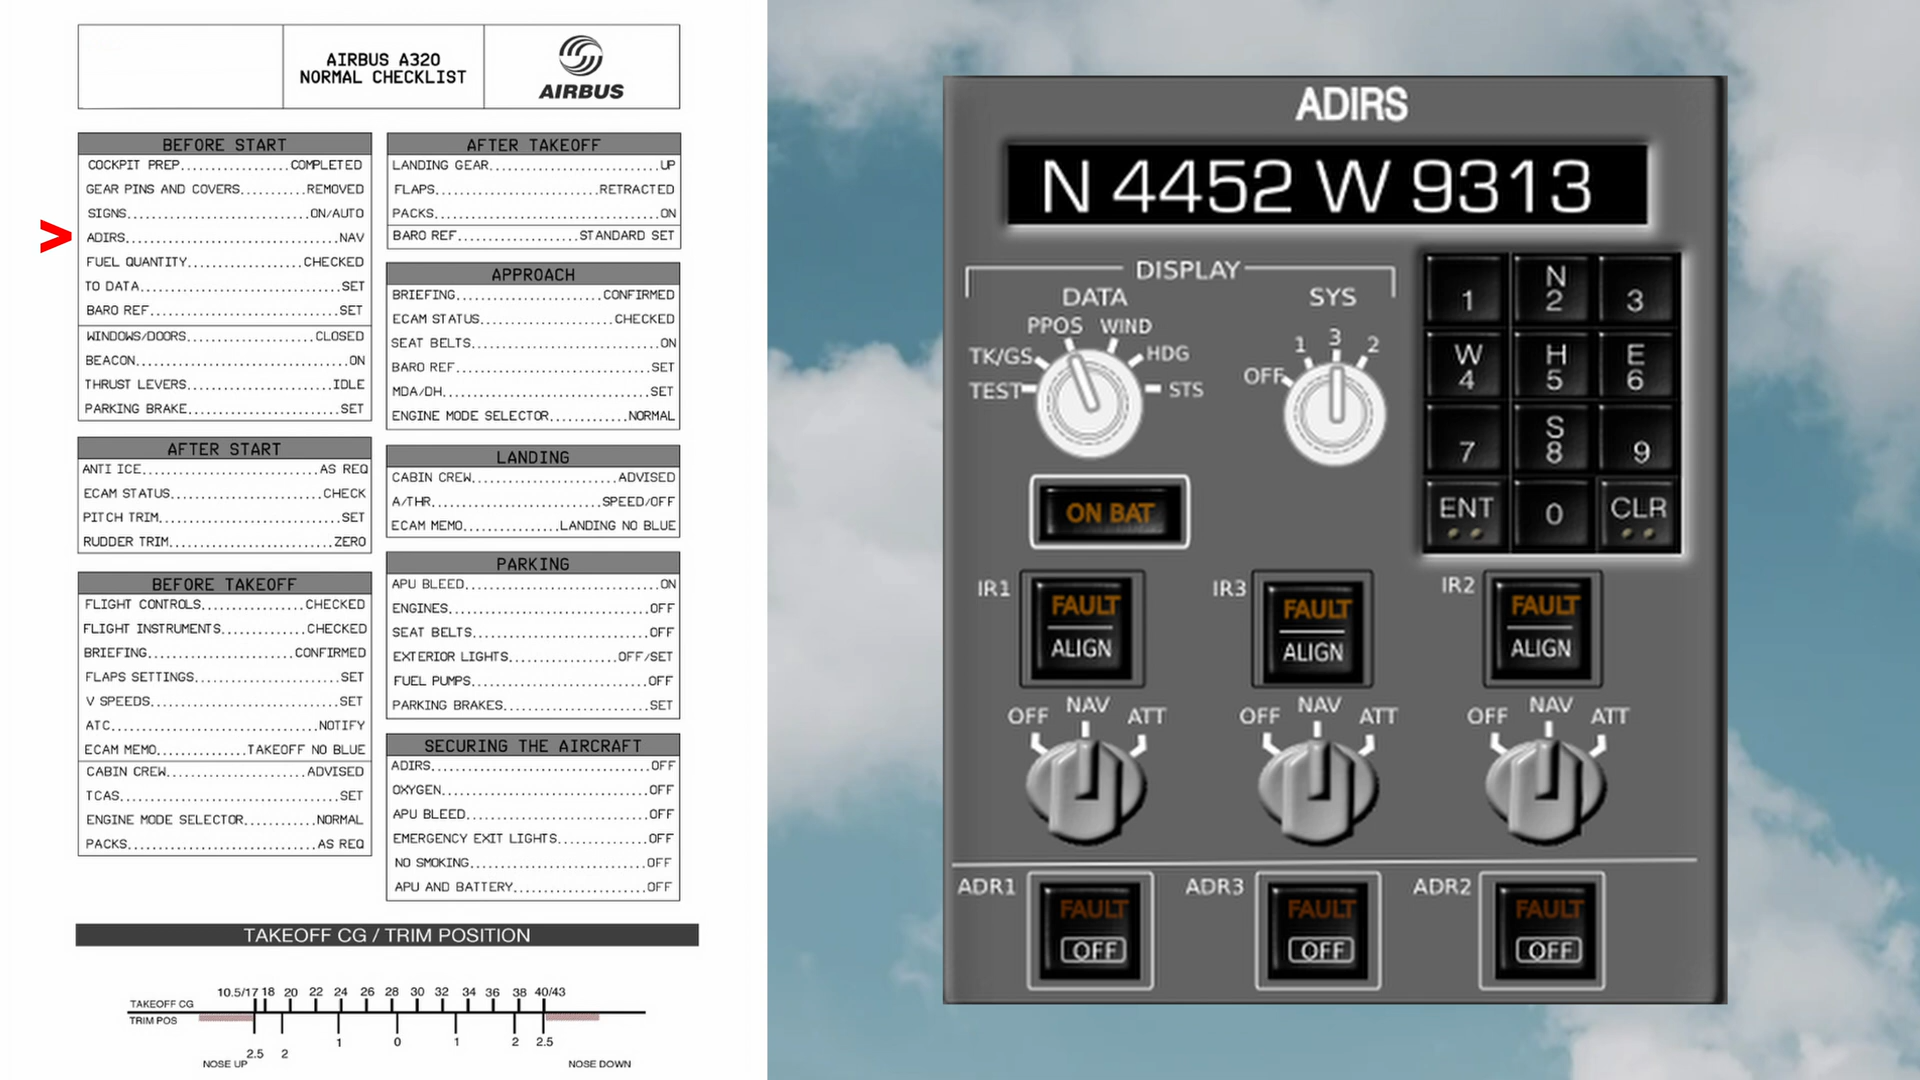 AIRBUS A320
NORMAL CHECKLIST
AIRBUS
BEFORE START
COCKPIT PREP..................COMPLETED
GEAR PINS AND COVERS..........REMOVED
SIGNS............................ON/AUTO
>
ADIRS.................................NAV
FUEL QUANTITY..................CHECKED
TO DATA...............................SET
BARO REF.............................SET
WINDOWS/DOORS....................CLOSED
BEACON................................ON
THRUST LEVERS.......................IDLE
PARKING BRAKE........................SET
AFTER START
ANTI ICE...........................AS REQ
ECAM STATUS.......................CHECK
PITCH TRIM............................SET
RUDDER TRIM.........................ZERO
BEFORE TAKEOFF
FLIGHT CONTROLS................CHECKED
FLIGHT INSTRUMENTS.............CHECKED
BRIEFING.......................CONFIRMED
FLAPS SETTINGS.......................SET
V SPEEDS..............................SET
ATC................................NOTIFY
ECAM MEMO.............TAKEOFF NO BLUE
CABIN CREW......................ADVISED
TCAS..................................SET
ENGINE MODE SELECTOR...........NORMAL
PACKS.............................AS REQ
AFTER TAKEOFF
LANDING GEAR..........................UP
FLAPS.........................RETRACTED
PACKS..................................ON
BARO REF..................STANDARD SET
APPROACH
BRIEFING......................CONFIRMED
ECAM STATUS.....................CHECKED
SEAT BELTS............................ON
BARO REF.............................SET
MDA/DH................................SET
ENGINE MODE SELECTOR...........NORMAL
LANDING
CABIN CREW......................ADVISED
A/THR.........................SPEED/OFF
ECAM MEMO.............LANDING NO BLUE
PARKING
APU BLEED............................ON
ENGINES..............................OFF
SEAT BELTS...........................OFF
EXTERIOR LIGHTS.................OFF/SET
FUEL PUMPS...........................OFF
PARKING BRAKES......................SET
SECURING THE AIRCRAFT
ADIRS.................................OFF
OXYGEN...............................OFF
APU BLEED............................OFF
EMERGENCY EXIT LIGHTS..............OFF
NO SMOKING...........................OFF
APU AND BATTERY.....................OFF
TAKEOFF CG / TRIM POSITION
10.5/17 18 20 22 24 26 28 30 32 34 36 38 40/43
TAKEOFF CG
TRIM POS
2.5 2 1 0 1 2 2.5
NOSE UP NOSE DOWN
ADIRS
N 4452 W 9313
DISPLAY
DATA SYS
PPOS WIND
TK/GS HDG
TEST STS
1 3 2
OFF
1 N 2 3
W 4 H 5 E 6
7 S 8 9
ENT 0 CLR
ON BAT
IR1 FAULT ALIGN
IR3 FAULT ALIGN
IR2 FAULT ALIGN
OFF NAV ATT
OFF NAV ATT
OFF NAV ATT
ADR1 FAULT OFF
ADR3 FAULT OFF
ADR2 FAULT OFF